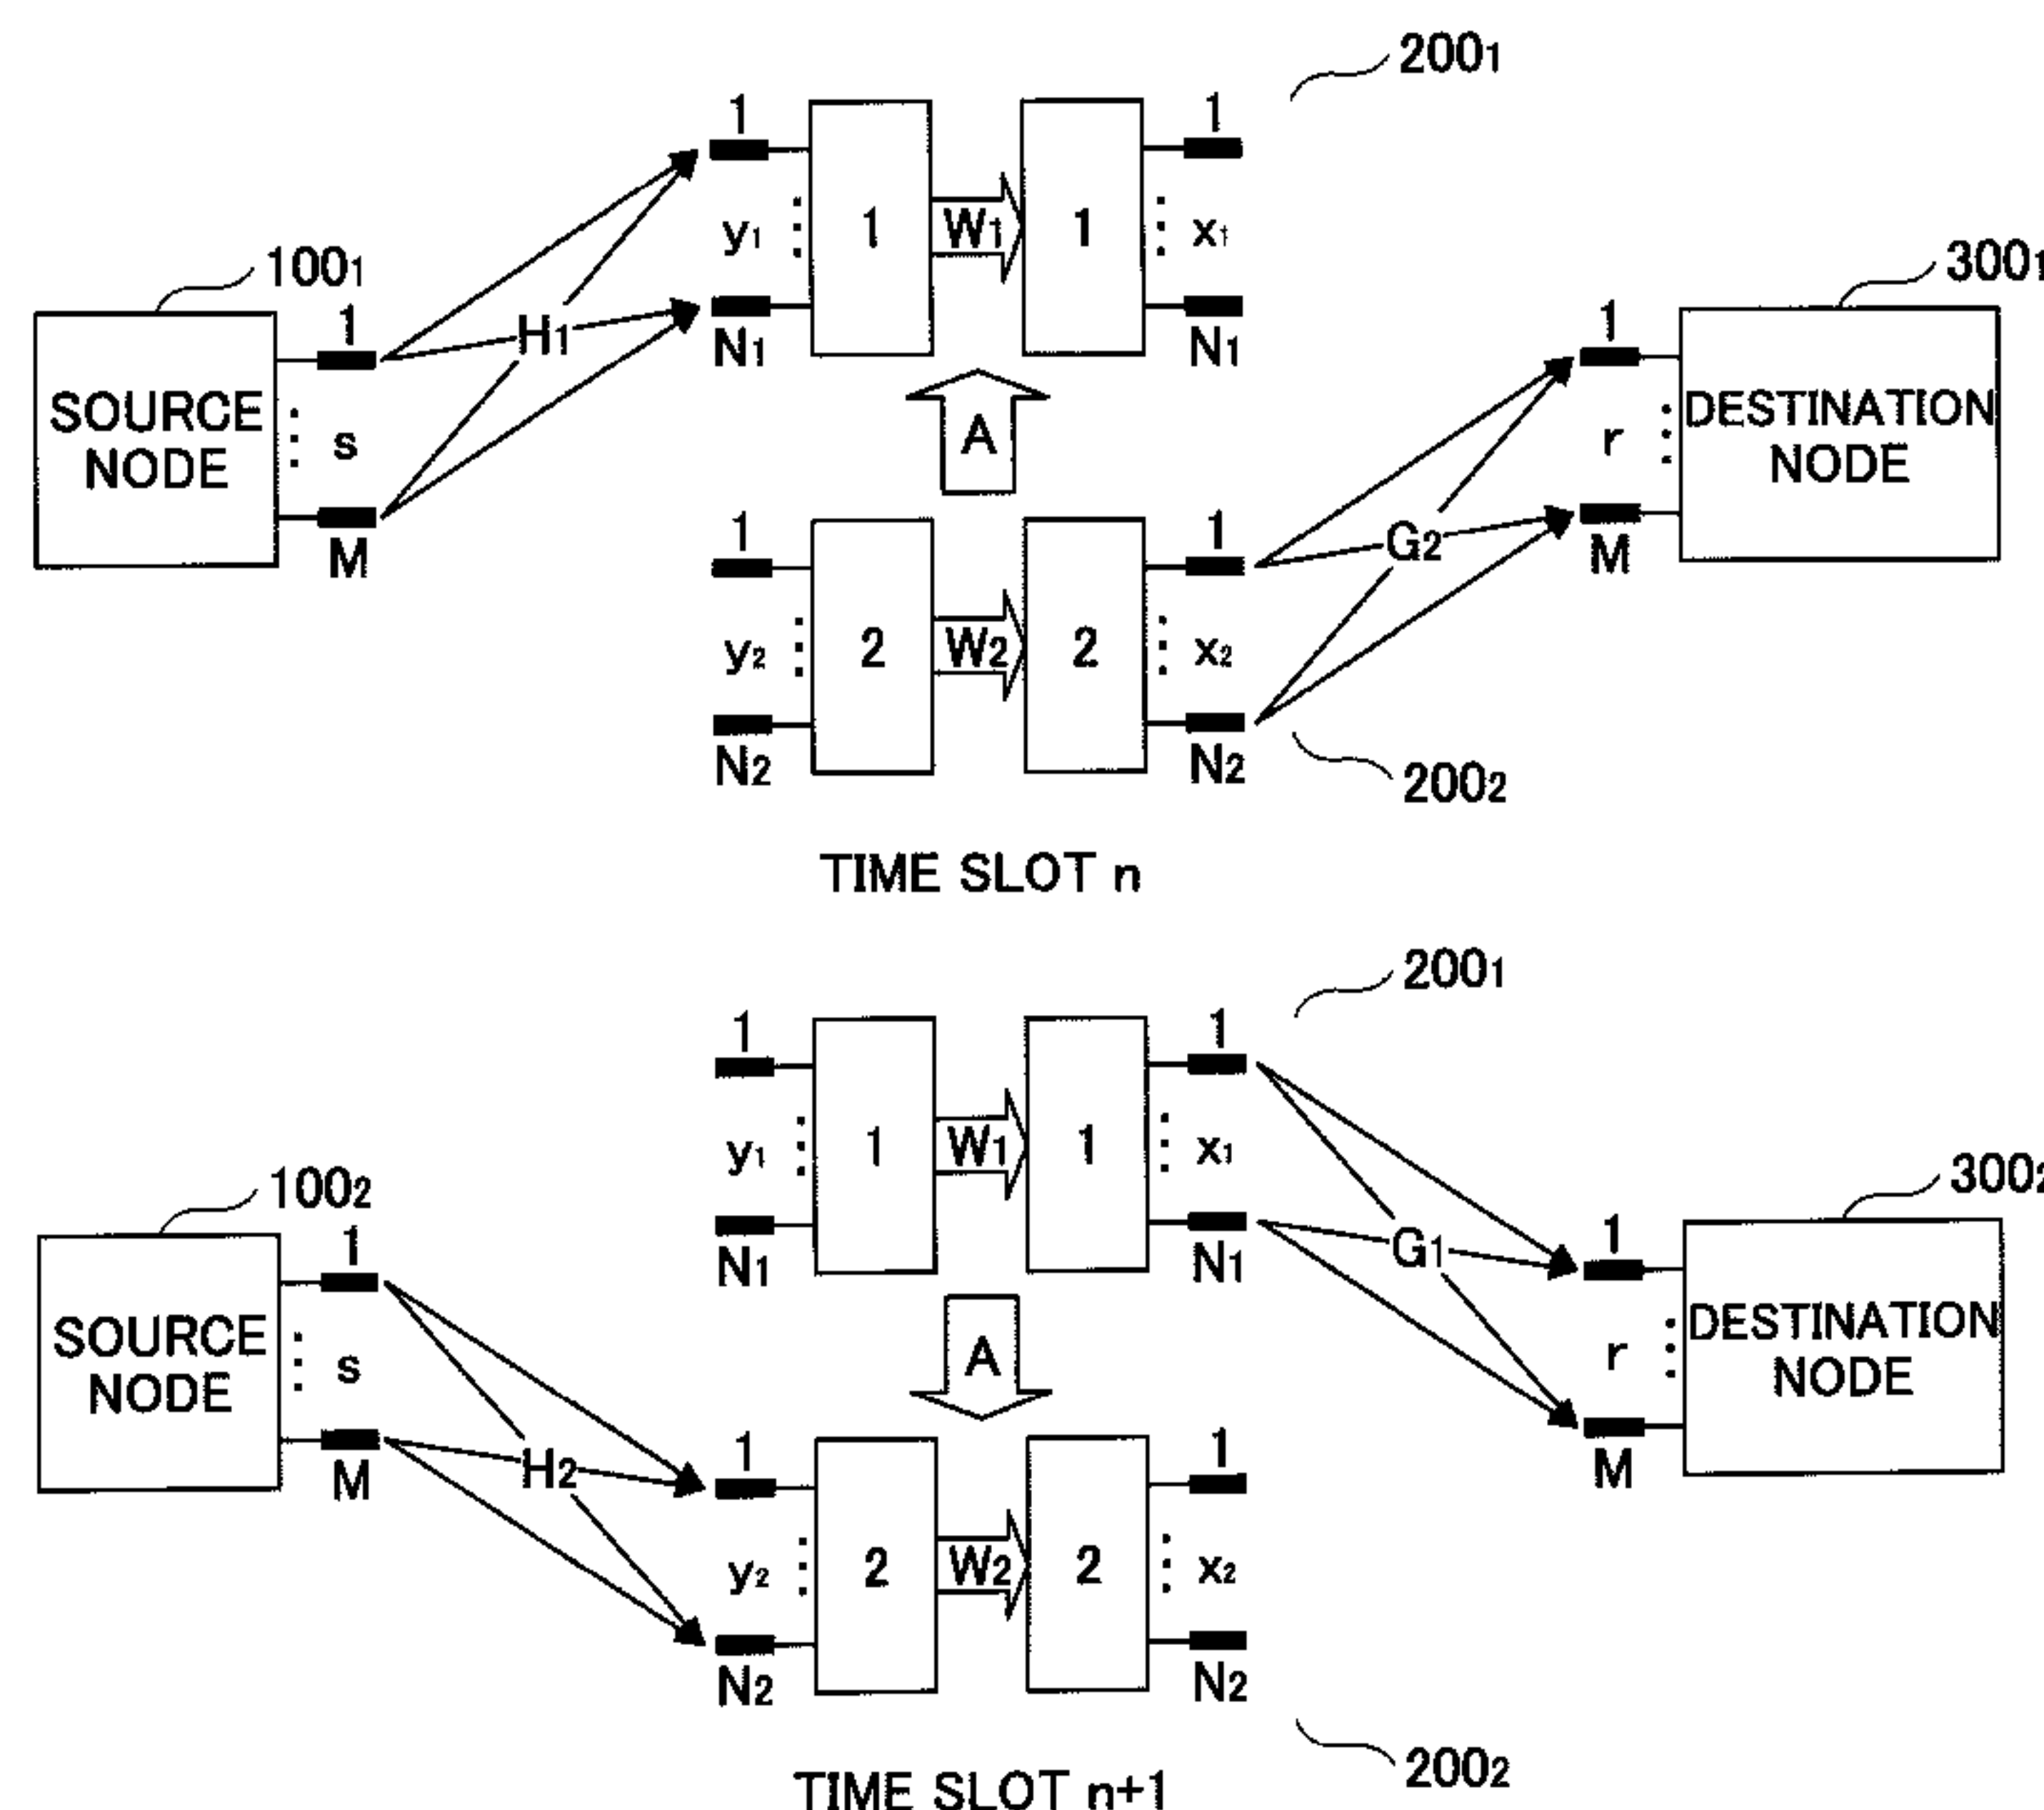 200₁
1
1
y₁
1
W₁
1
x₁
N₁
N₁
100₁
SOURCE
NODE
1
s
M
H₁
A
300₁
1
r
M
DESTINATION
NODE
G₂
1
1
y₂
2
W₂
2
x₂
N₂
N₂
200₂
TIME SLOT n
200₁
1
1
y₁
1
W₁
1
x₁
N₁
N₁
100₂
SOURCE
NODE
1
s
M
H₂
A
300₂
1
r
M
DESTINATION
NODE
G₁
1
1
y₂
2
W₂
2
x₂
N₂
N₂
200₂
TIME SLOT n+1